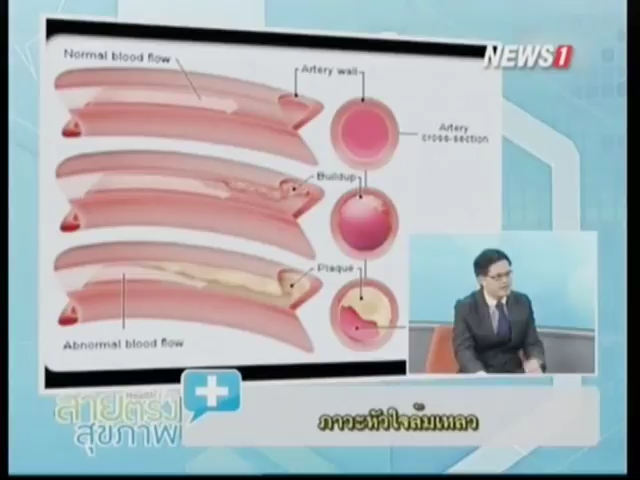 NEWS1
Normal blood flow
Artery wall
Artery
cross-section
Buildup
Plaque
Abnormal blood flow
Health
สายตรง
สุขภาพ
ภาวะหัวใจล้มเหลว